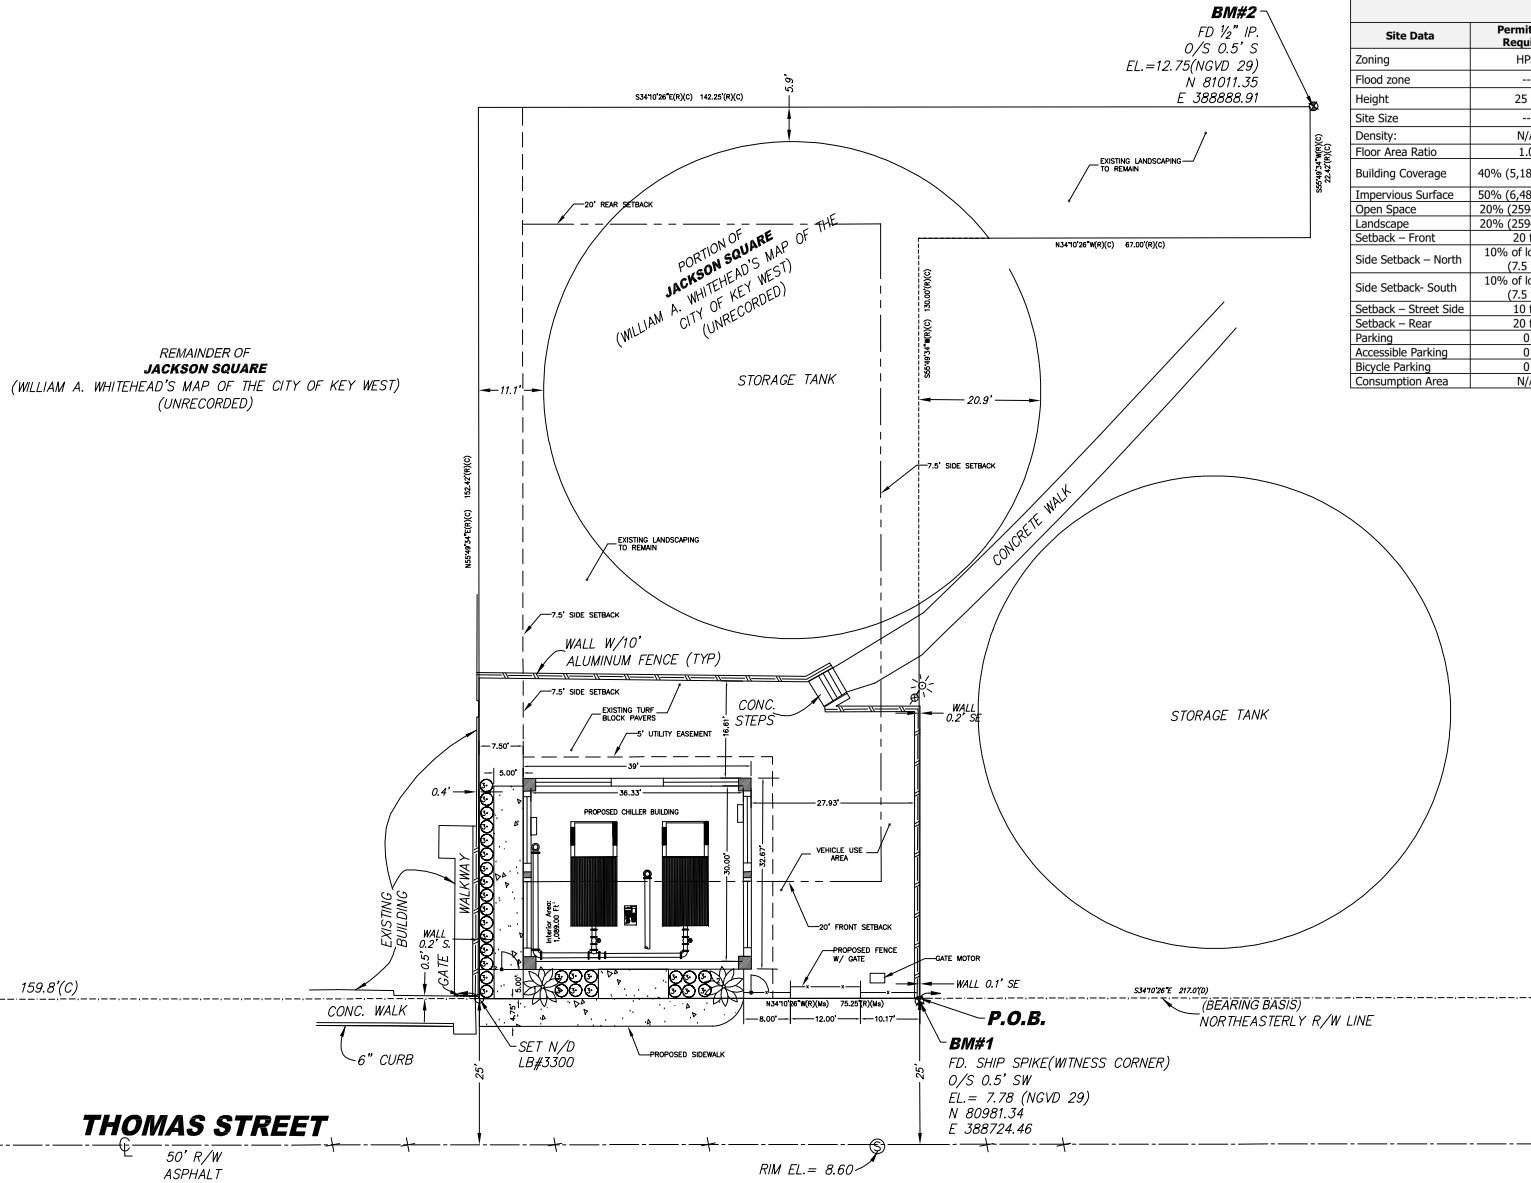 BM#2
FD ½" IP.
O/S 0.5' S
EL.=12.75(NGVD 29)
N 81011.35
E 388888.91
S34°10'26"E(R)(C) 142.25'(R)(C)
5.9'
S55°49'34"W(R)(C)
22.42'(R)(C)
EXISTING LANDSCAPING
TO REMAIN
20' REAR SETBACK
N34°10'26"W(R)(C) 67.00'(R)(C)
PORTION OF
JACKSON SQUARE
(WILLIAM A. WHITEHEAD'S MAP OF THE
CITY OF KEY WEST)
(UNRECORDED)
S55°49'34"W(R)(C) 130.00'(R)(C)
REMAINDER OF
JACKSON SQUARE
(WILLIAM A. WHITEHEAD'S MAP OF THE CITY OF KEY WEST)
(UNRECORDED)
STORAGE TANK
11.1'
20.9'
N55°49'34"E(R)(C) 152.42'(R)(C)
7.5' SIDE SETBACK
CONCRETE WALK
EXISTING LANDSCAPING
TO REMAIN
7.5' SIDE SETBACK
WALL W/10'
ALUMINUM FENCE (TYP)
7.5' SIDE SETBACK
EXISTING TURF
BLOCK PAVERS
5' UTILITY EASEMENT
CONC.
STEPS
16.61'
WALL
0.2' SE
STORAGE TANK
7.50'
5.00'
39'
36.33'
0.4'
27.93'
PROPOSED CHILLER BUILDING
VEHICLE USE
AREA
30.00'
32.67'
WALKWAY
EXISTING
BUILDING
Interior Area:
1,089.00 Ft²
WALL
0.2' S.
0.5'
GATE
20' FRONT SETBACK
PROPOSED FENCE
W/ GATE
GATE MOTOR
WALL 0.1' SE
5.00'
4.75'
159.8'(C)
CONC. WALK
6" CURB
N34°10'26"W(R)(Ms) 75.25'(R)(Ms)
8.00'
12.00'
10.17'
S34°10'26"E 217.0'(D)
(BEARING BASIS)
NORTHEASTERLY R/W LINE
P.O.B.
BM#1
FD. SHIP SPIKE(WITNESS CORNER)
O/S 0.5' SW
EL.= 7.78 (NGVD 29)
N 80981.34
E 388724.46
SET N/D
LB#3300
PROPOSED SIDEWALK
25'
25'
THOMAS STREET
50' R/W
ASPHALT
RIM EL.= 8.60
S
Site Data Permit
Requi
Zoning HP
Flood zone --
Height 25
Site Size --
Density: N/
Floor Area Ratio 1.0
Building Coverage 40% (5,18
Impervious Surface 50% (6,48
Open Space 20% (259
Landscape 20% (259
Setback – Front 20
Side Setback – North 10% of lo
(7.5
Side Setback- South 10% of lo
(7.5
Setback – Street Side 10
Setback – Rear 20
Parking 0
Accessible Parking 0
Bicycle Parking 0
Consumption Area N/